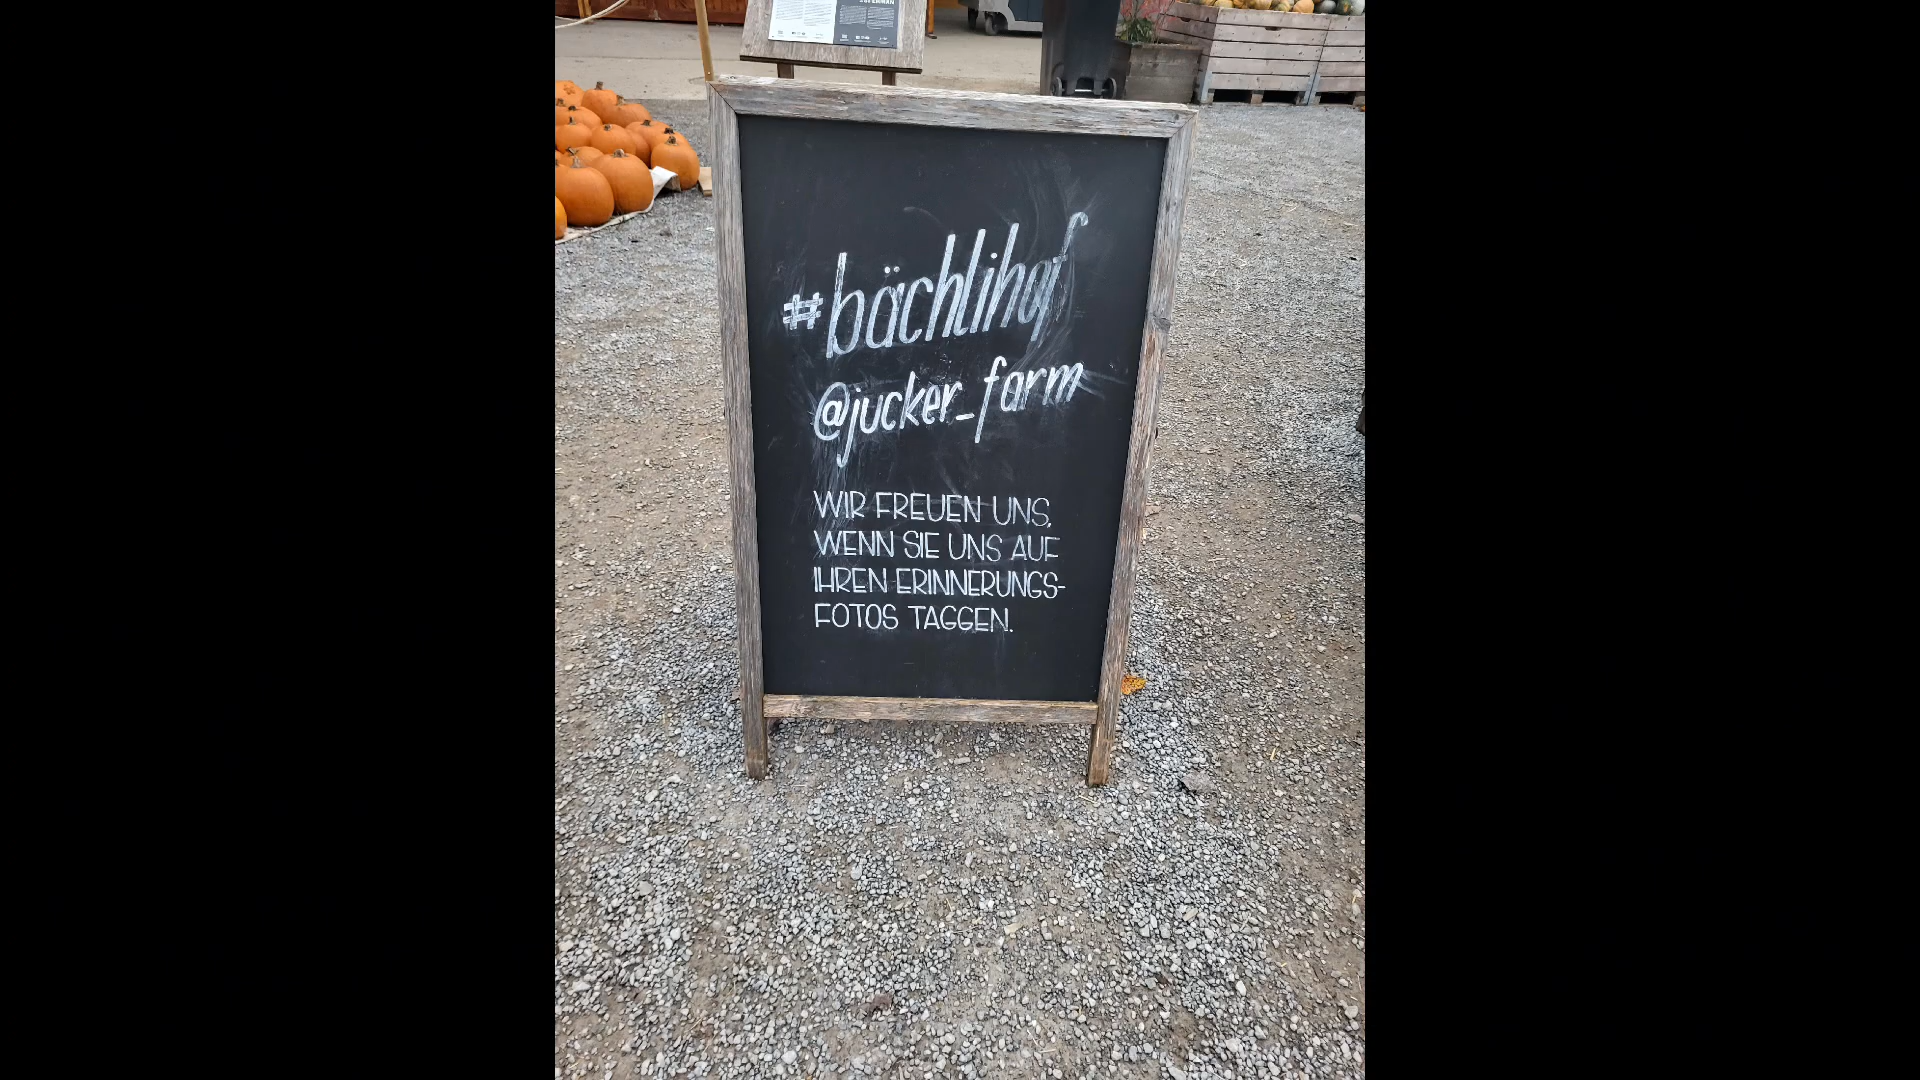 #bächlihof
@jucker_farm
WIR FREUEN UNS,
WENN SIE UNS AUF
IHREN ERINNERUNGS-
FOTOS TAGGEN.